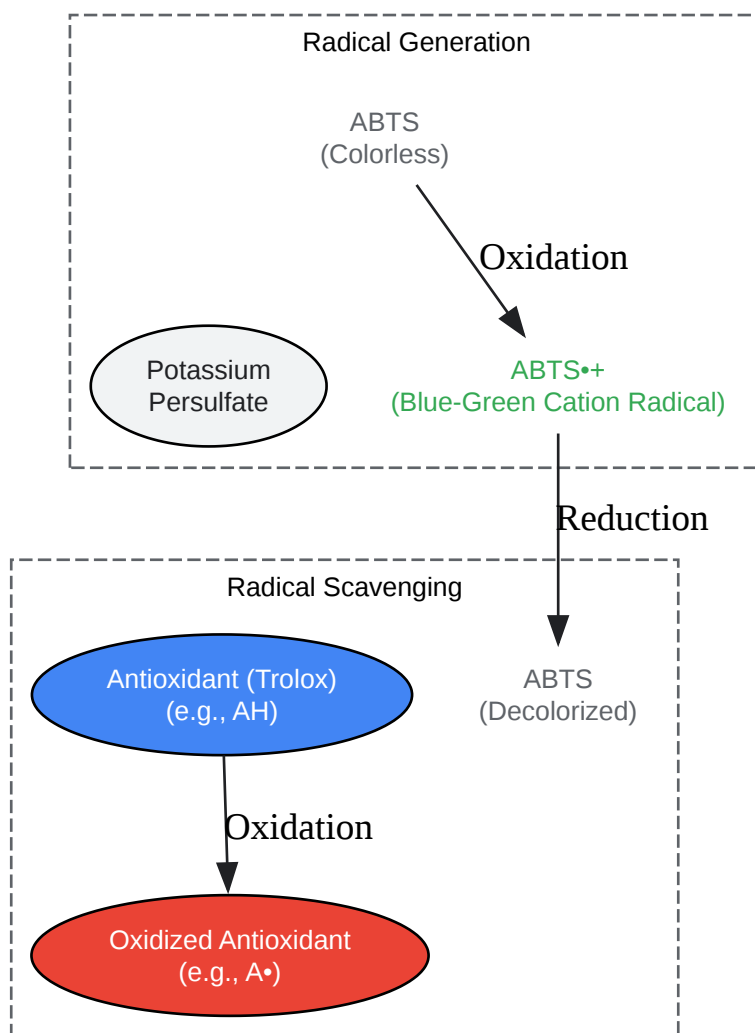 Radical Generation
ABTS
(Colorless)
Oxidation
Potassium
Persulfate
ABTS•+
(Blue-Green Cation Radical)
Reduction
Radical Scavenging
Antioxidant (Trolox)
(e.g., AH)
ABTS
(Decolorized)
Oxidation
Oxidized Antioxidant
(e.g., A•)